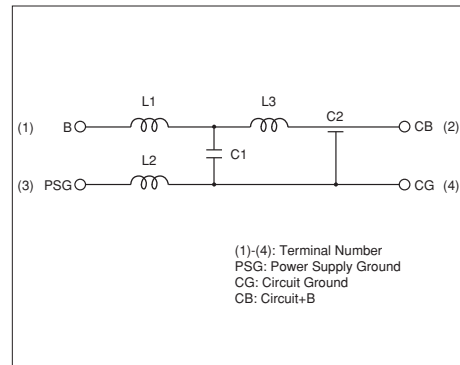 L1
L3
C2
(1) B
CB (2)
C1
L2
(3) PSG
CG (4)
(1)-(4): Terminal Number
PSG: Power Supply Ground
CG: Circuit Ground
CB: Circuit+B